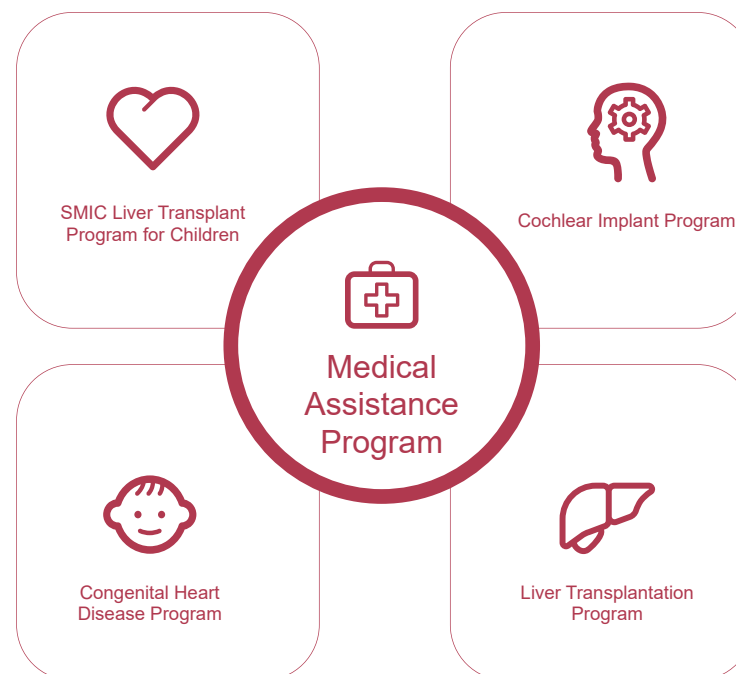 SMIC Liver Transplant
Program for Children
Cochlear Implant Program
Medical
Assistance
Program
Congenital Heart
Disease Program
Liver Transplantation
Program